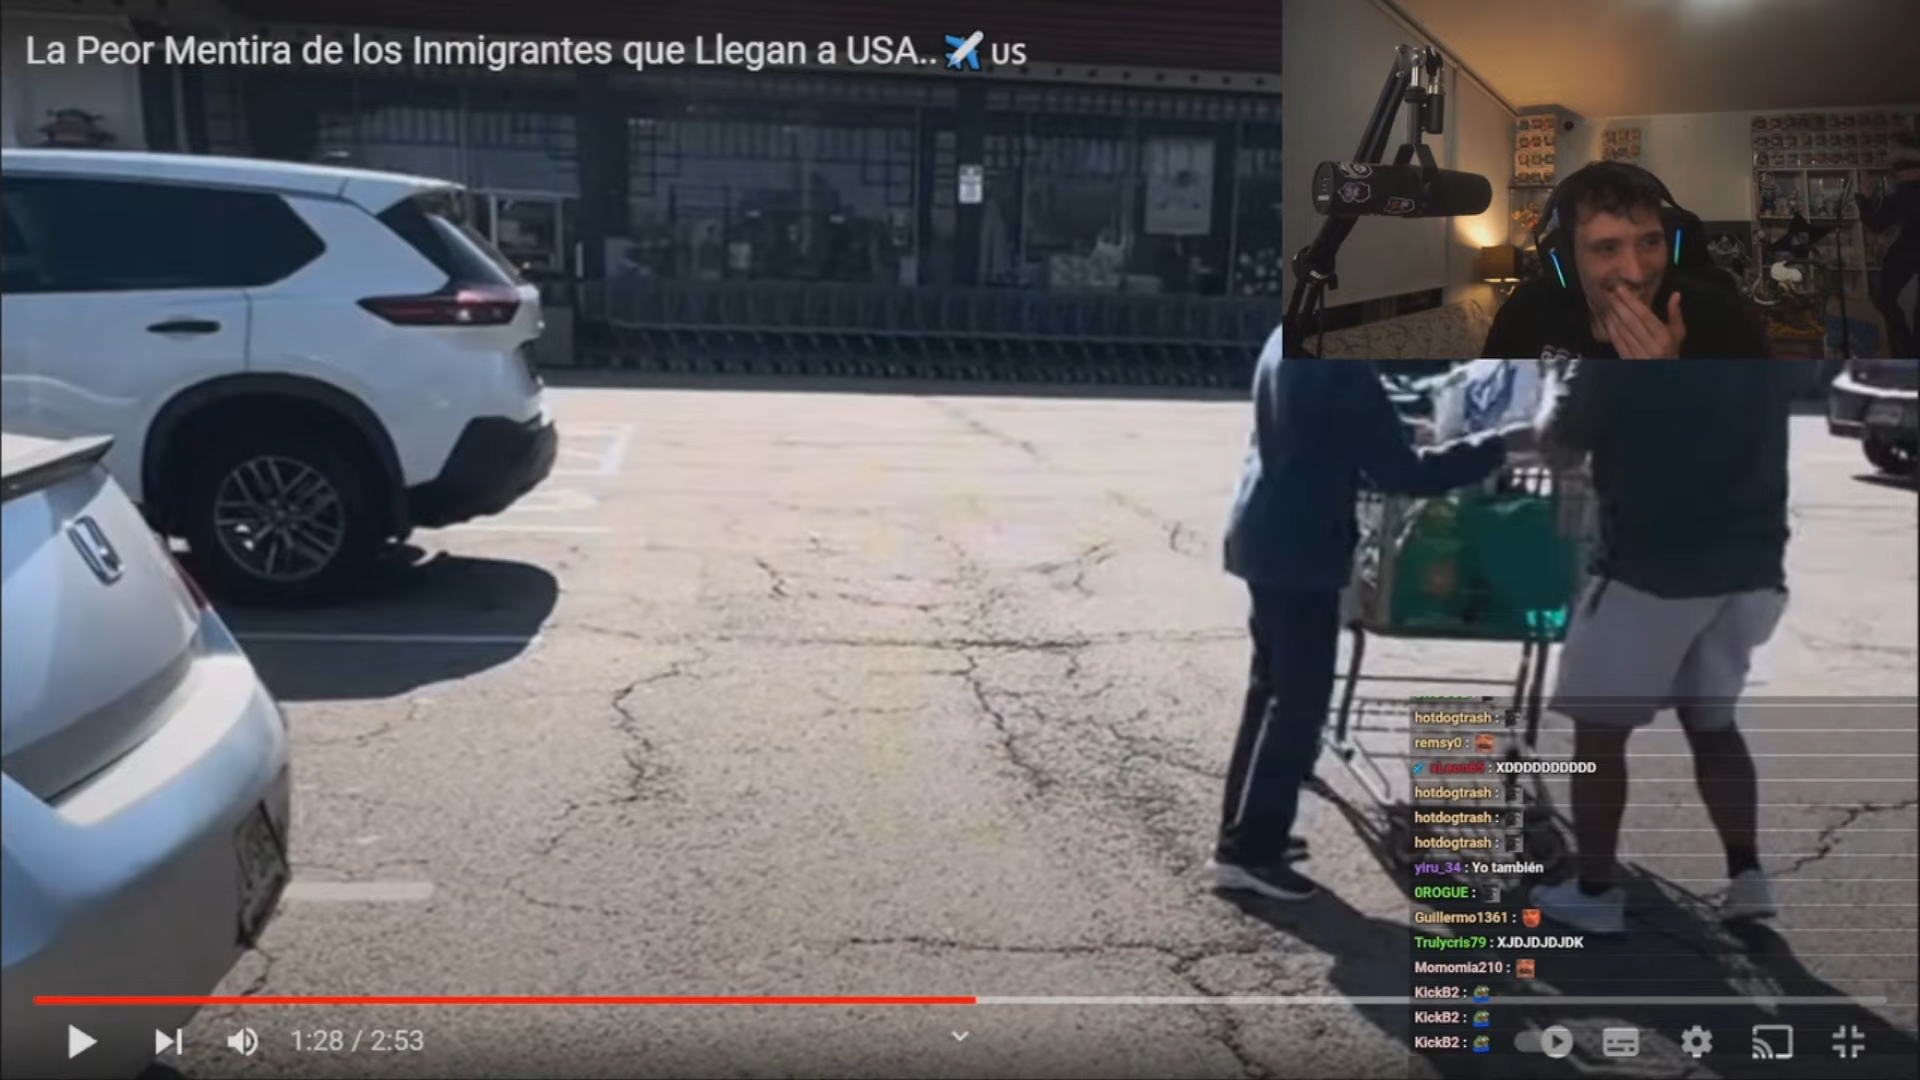 La Peor Mentira de los Inmigrantes que Llegan a USA..✈️ US
hotdogtrash :
remsy0 :
: XDDDDDDDDDD
hotdogtrash :
hotdogtrash :
hotdogtrash :
yiru_34 : Yo también
0ROGUE :
Guillermo1361 :
Trulycris79 : XJDJDJDJDK
Momomia210 :
KickB2 :
KickB2 :
KickB2 :
1:28 / 2:53